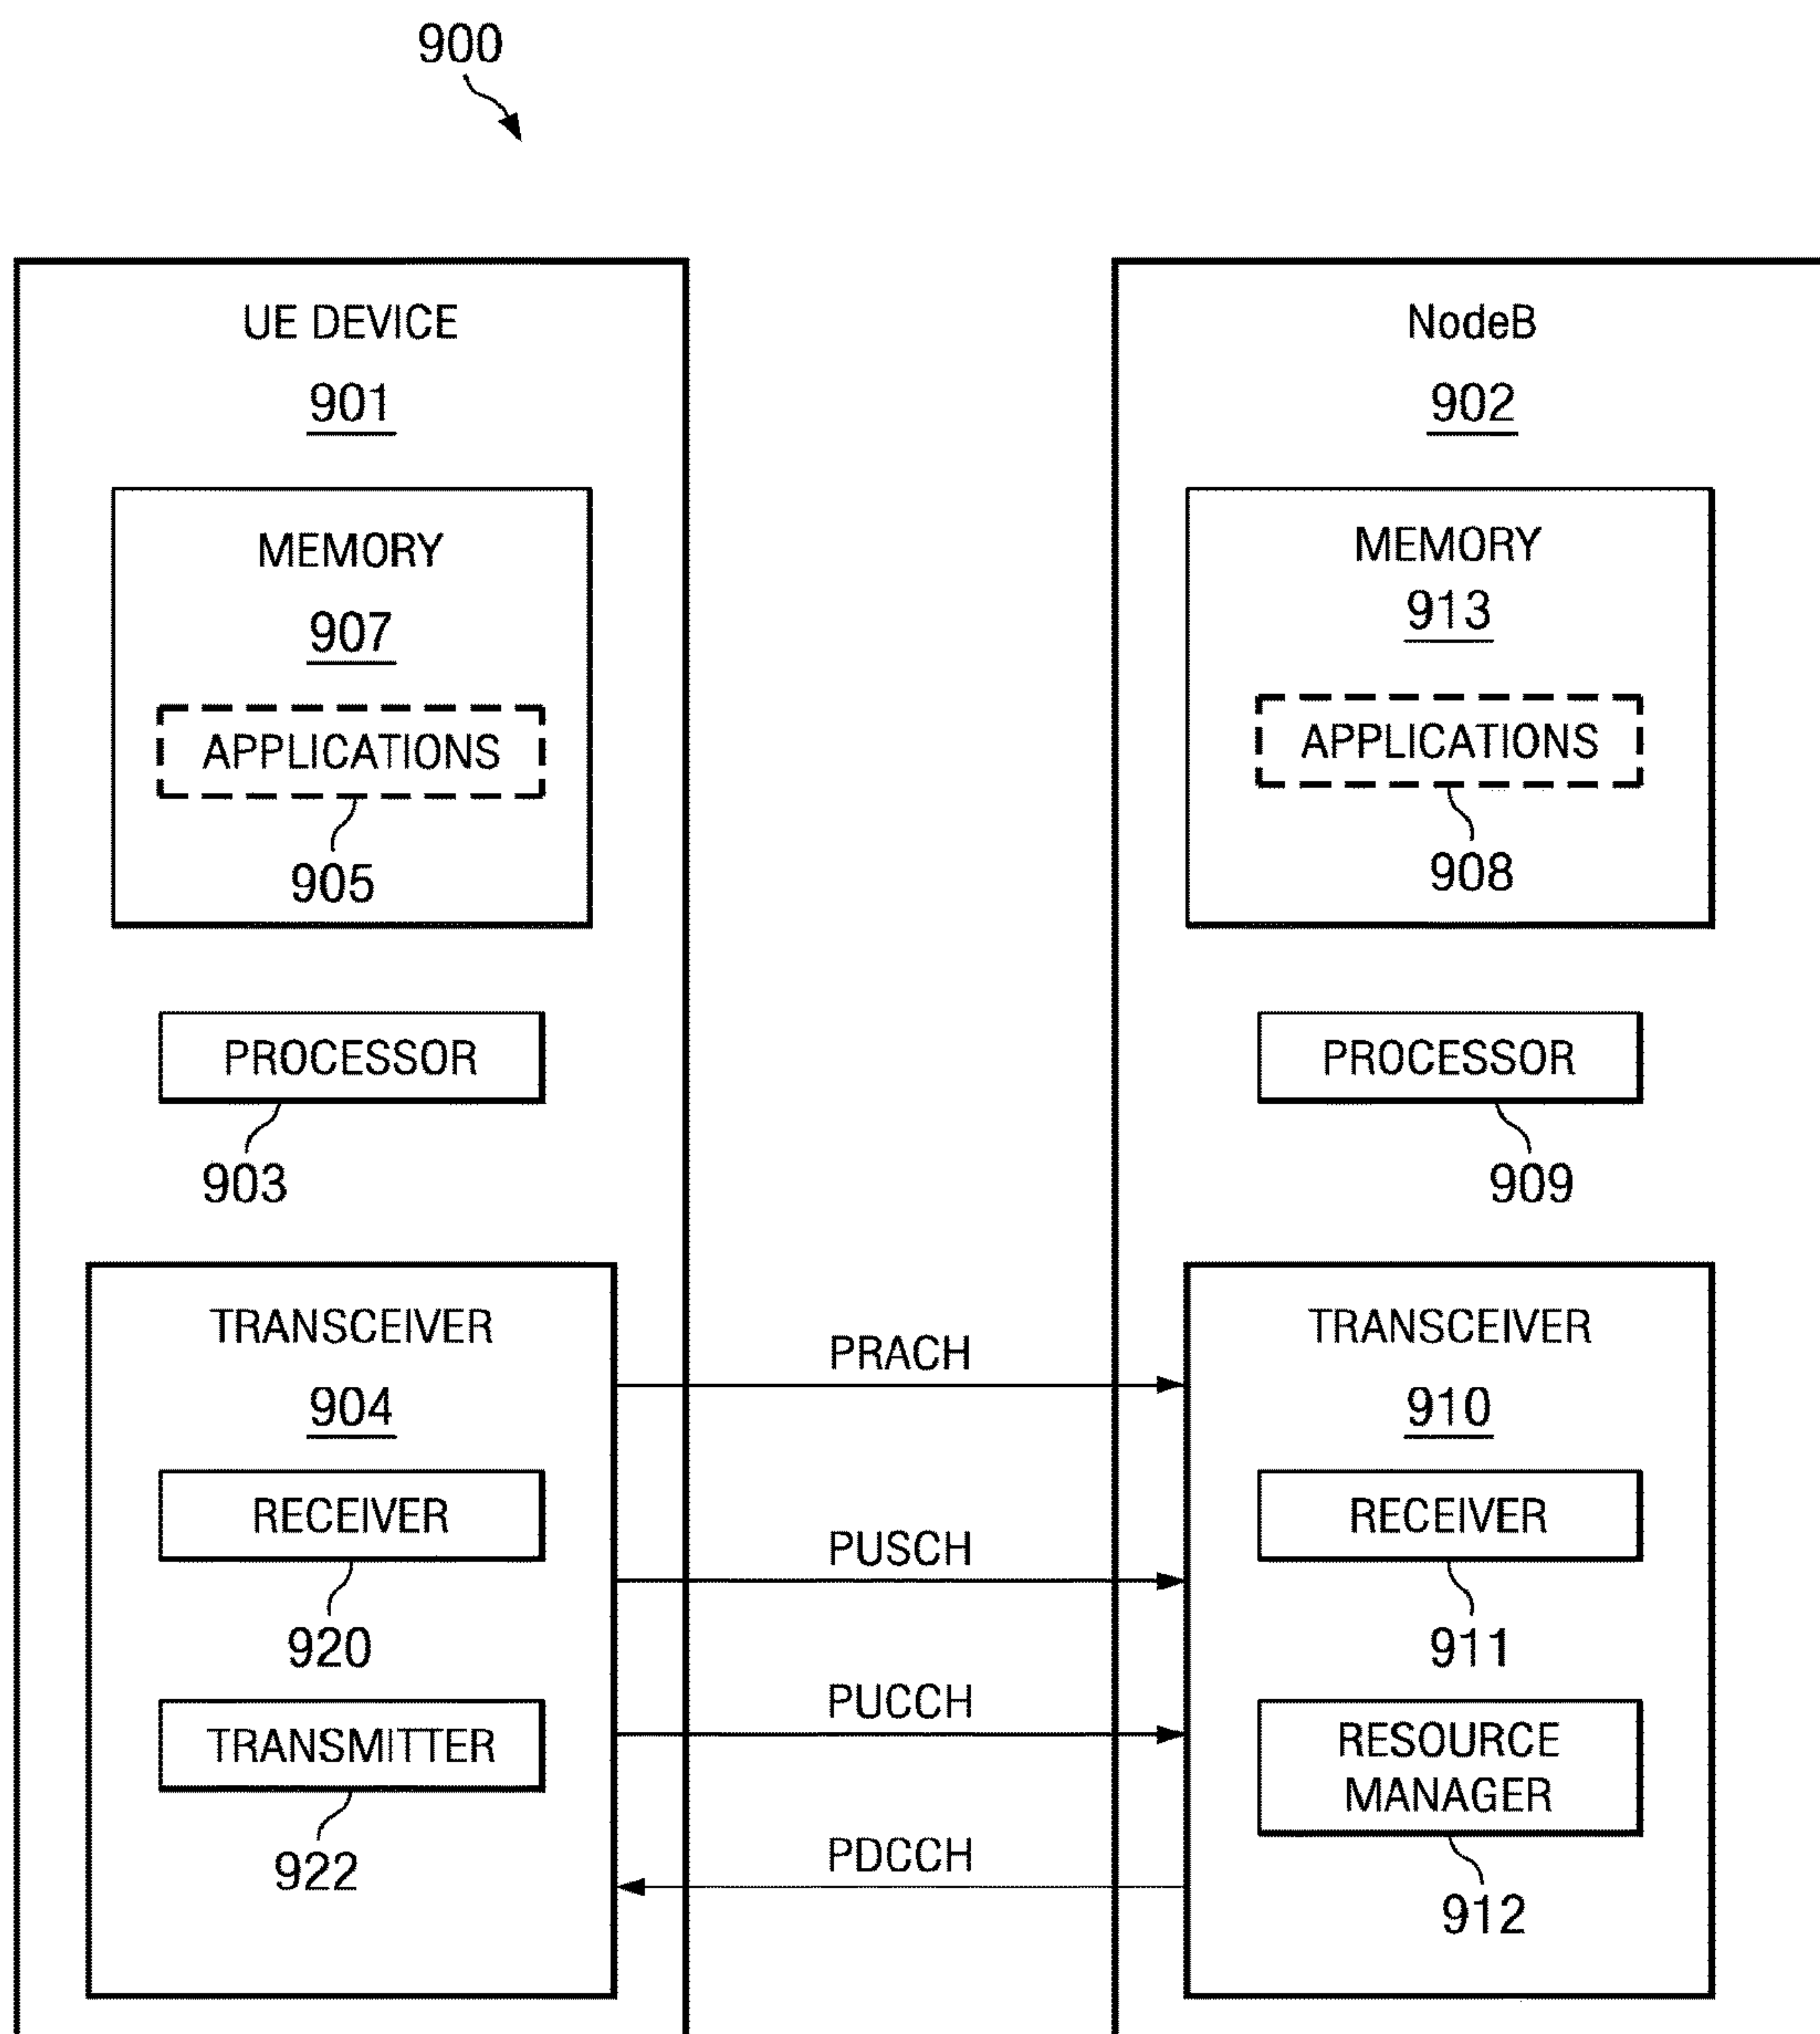 900
UE DEVICE
901
MEMORY
907
APPLICATIONS
905
PROCESSOR
903
TRANSCEIVER
904
RECEIVER
920
TRANSMITTER
922
PRACH
PUSCH
PUCCH
PDCCH
NodeB
902
MEMORY
913
APPLICATIONS
908
PROCESSOR
909
TRANSCEIVER
910
RECEIVER
911
RESOURCE
MANAGER
912